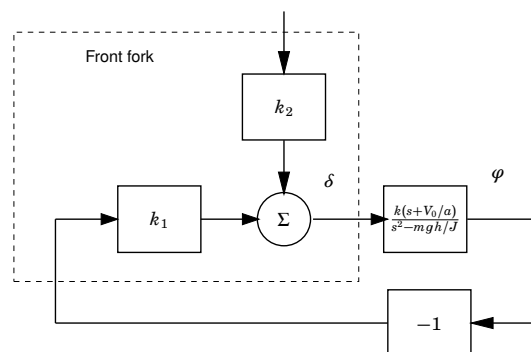 Front fork
k₂
δ
φ
k₁
Σ
k(s+V₀/a)
s²−mgh/J
−1